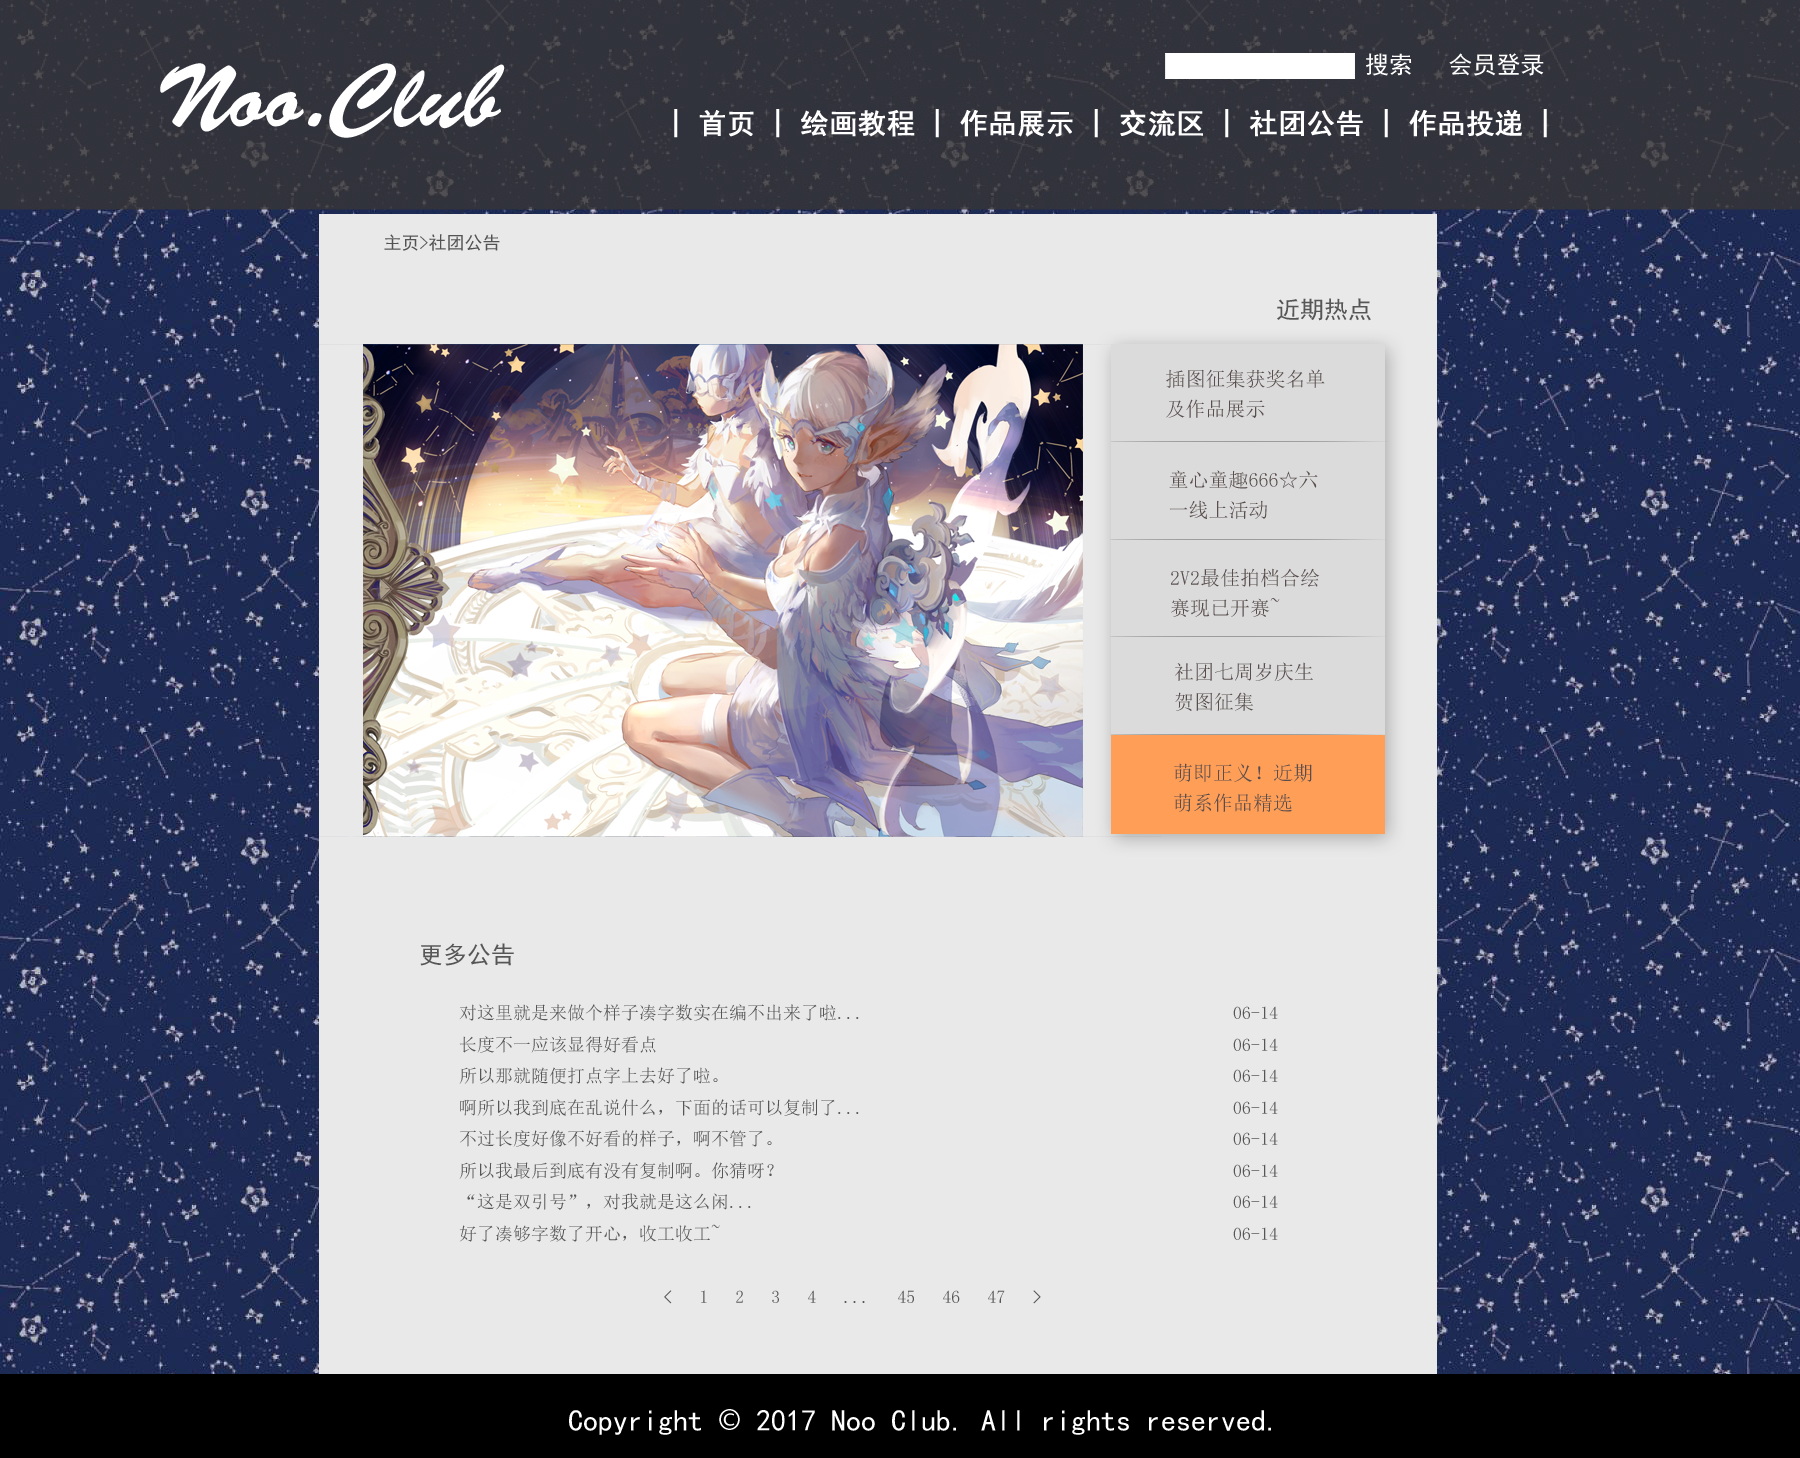 Noo.Club
搜索 会员登录
| 首页 | 绘画教程 | 作品展示 | 交流区 | 社团公告 | 作品投递 |
主页>社团公告
近期热点
插图征集获奖名单
及作品展示
童心童趣666☆六
一线上活动
2V2最佳拍档合绘
赛现已开赛~
社团七周岁庆生
贺图征集
萌即正义！近期
萌系作品精选
更多公告
对这里就是来做个样子凑字数实在编不出来了啦... 06-14
长度不一应该显得好看点 06-14
所以那就随便打点字上去好了啦。 06-14
啊所以我到底在乱说什么，下面的话可以复制了... 06-14
不过长度好像不好看的样子，啊不管了。 06-14
所以我最后到底有没有复制啊。你猜呀？ 06-14
“这是双引号”，对我就是这么闲... 06-14
好了凑够字数了开心，收工收工~ 06-14
< 1 2 3 4 ... 45 46 47 >
Copyright © 2017 Noo Club. All rights reserved.